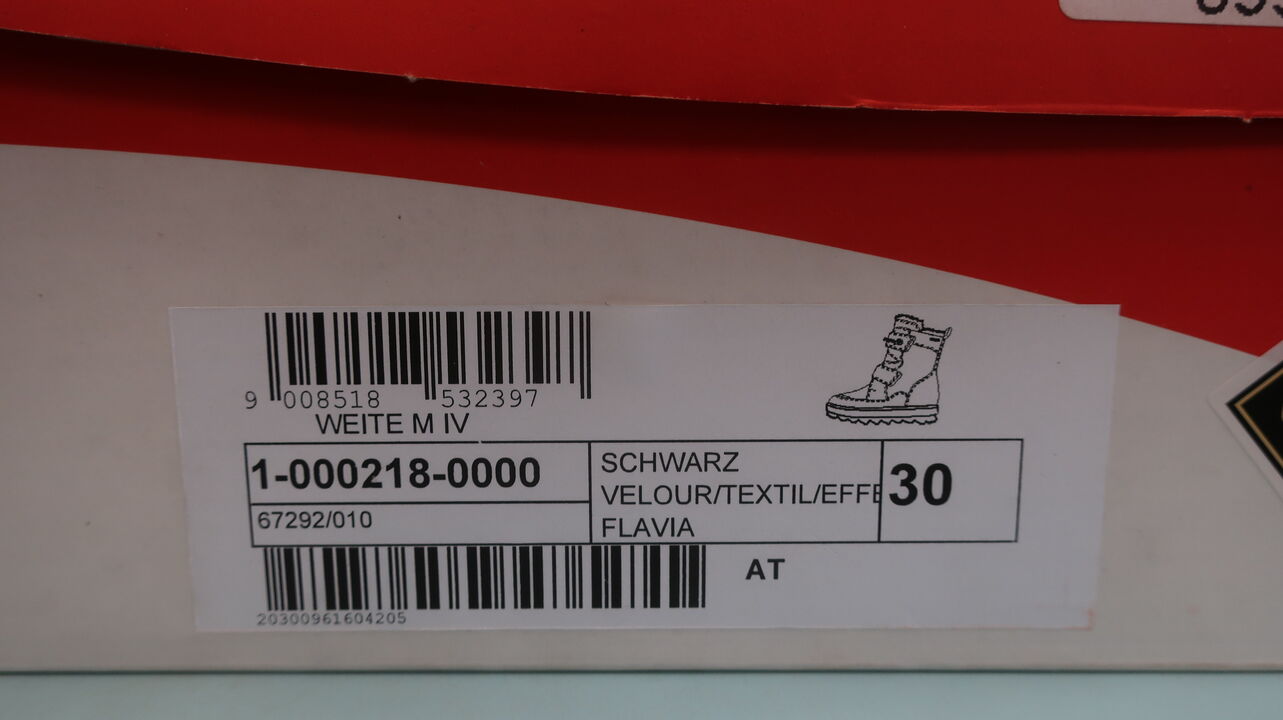 9 008518 532397
WEITE M IV
1-000218-0000
67292/010
SCHWARZ
VELOUR/TEXTIL/EFFE
FLAVIA
30
AT
20300961604205